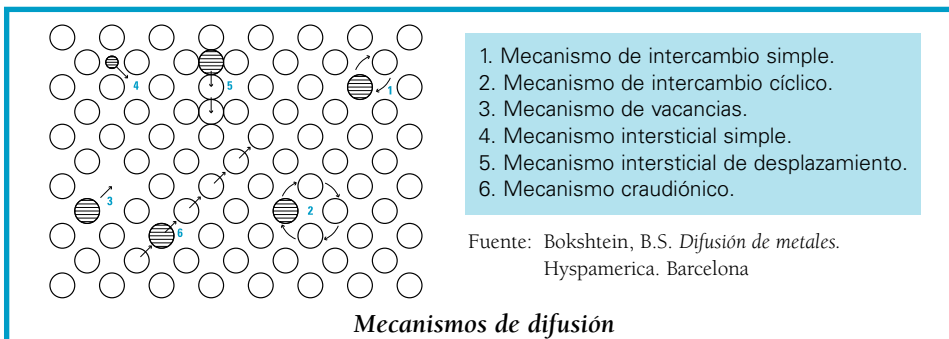 4
5
1
3
2
6
1. Mecanismo de intercambio simple.
2. Mecanismo de intercambio cíclico.
3. Mecanismo de vacancias.
4. Mecanismo intersticial simple.
5. Mecanismo intersticial de desplazamiento.
6. Mecanismo craudiónico.
Fuente: Bokshtein, B.S. Difusión de metales.
Hyspamerica. Barcelona
Mecanismos de difusión